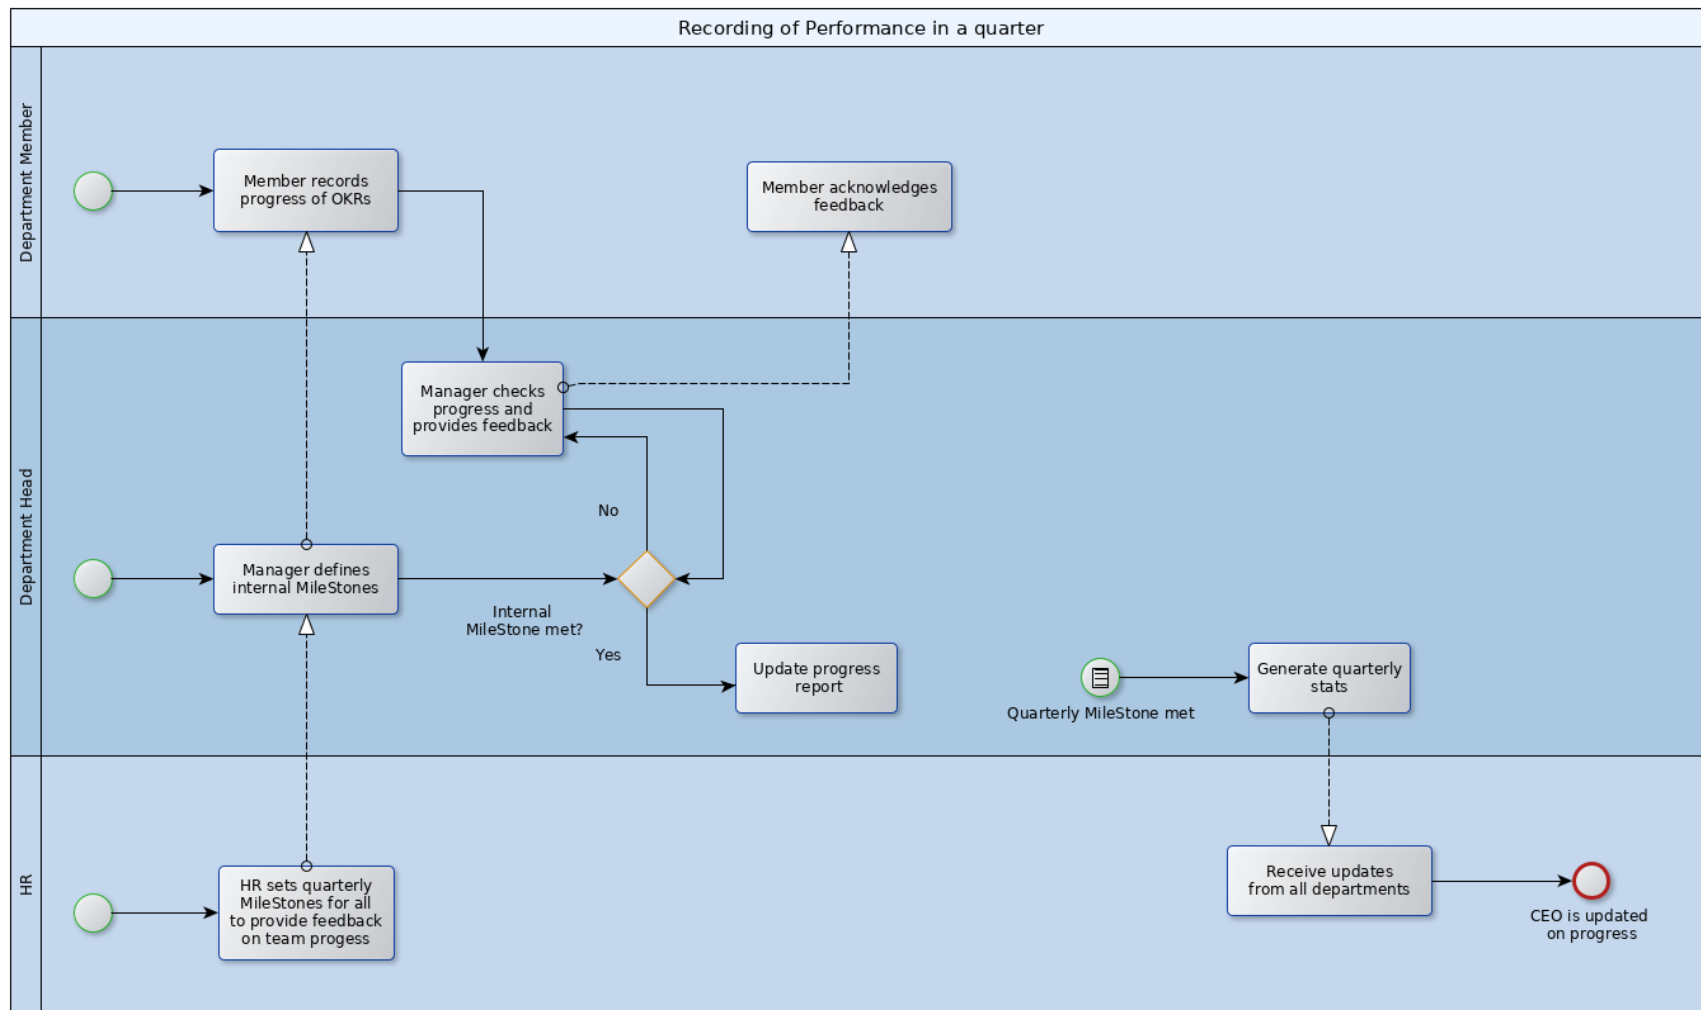 Recording of Performance in a quarter
Department Member
Member records
progress of OKRs
Member acknowledges
feedback
Department Head
Manager checks
progress and
provides feedback
No
Manager defines
internal MileStones
Internal
MileStone met?
Yes
Update progress
report
Quarterly MileStone met
Generate quarterly
stats
HR
HR sets quarterly
MileStones for all
to provide feedback
on team progess
Receive updates
from all departments
CEO is updated
on progress